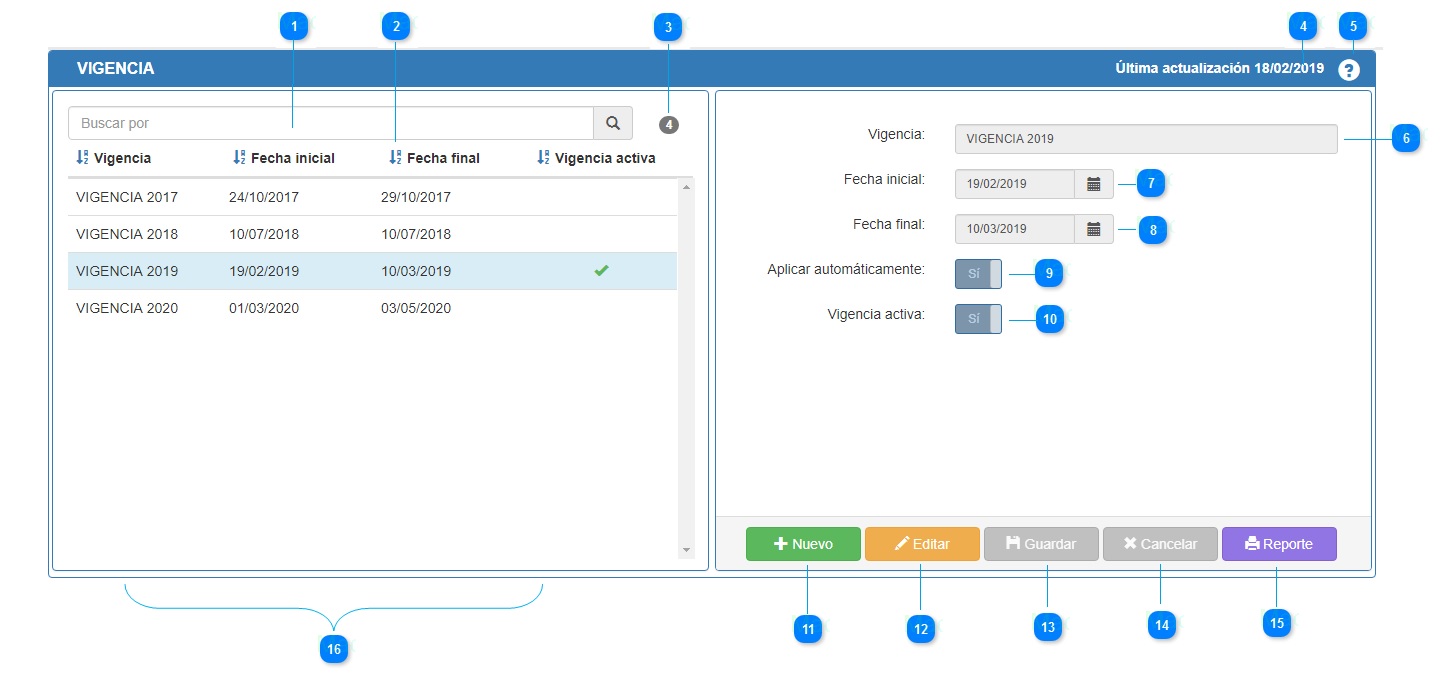 1 2 3 4 5
VIGENCIA Última actualización 18/02/2019 ?
Buscar por 4
Vigencia Fecha inicial Fecha final Vigencia activa
VIGENCIA 2017 24/10/2017 29/10/2017
VIGENCIA 2018 10/07/2018 10/07/2018
VIGENCIA 2019 19/02/2019 10/03/2019
VIGENCIA 2020 01/03/2020 03/05/2020
Vigencia: VIGENCIA 2019 6
Fecha inicial: 19/02/2019 7
Fecha final: 10/03/2019 8
Aplicar automáticamente: Sí 9
Vigencia activa: Sí 10
Nuevo Editar Guardar Cancelar Reporte
11 12 13 14 15
16